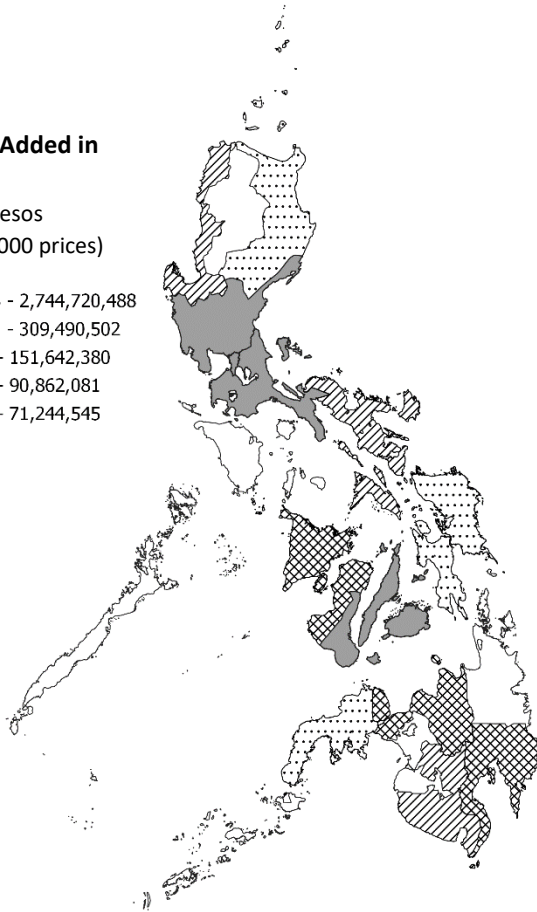 Added in
000 prices)
- 2,744,720,488
- 309,490,502
- 151,642,380
- 90,862,081
- 71,244,545